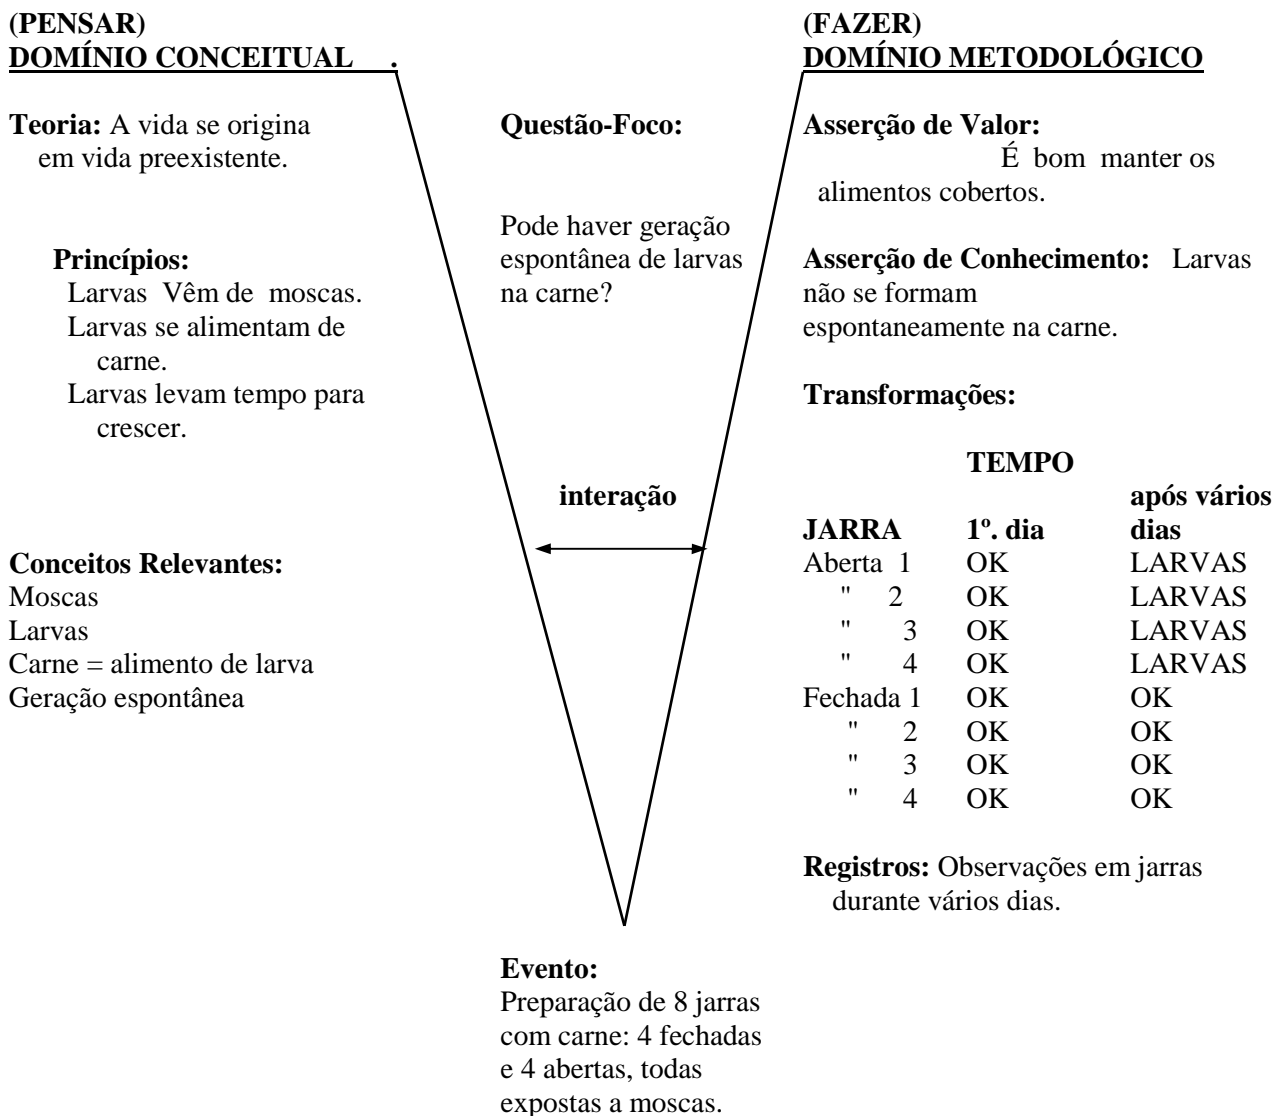 (PENSAR)
DOMÍNIO CONCEITUAL .
Teoria: A vida se origina
em vida preexistente.
Princípios:
Larvas Vêm de moscas.
Larvas se alimentam de
carne.
Larvas levam tempo para
crescer.
Conceitos Relevantes:
Moscas
Larvas
Carne = alimento de larva
Geração espontânea
Questão-Foco:
Pode haver geração
espontânea de larvas
na carne?
interação
Evento:
Preparação de 8 jarras
com carne: 4 fechadas
e 4 abertas, todas
expostas a moscas.
(FAZER)
DOMÍNIO METODOLÓGICO
Asserção de Valor:
É bom manter os
alimentos cobertos.
Asserção de Conhecimento: Larvas
não se formam
espontaneamente na carne.
Transformações:
TEMPO
após vários
JARRA 1º. dia dias
Aberta 1 OK LARVAS
" 2 OK LARVAS
" 3 OK LARVAS
" 4 OK LARVAS
Fechada 1 OK OK
" 2 OK OK
" 3 OK OK
" 4 OK OK
Registros: Observações em jarras
durante vários dias.